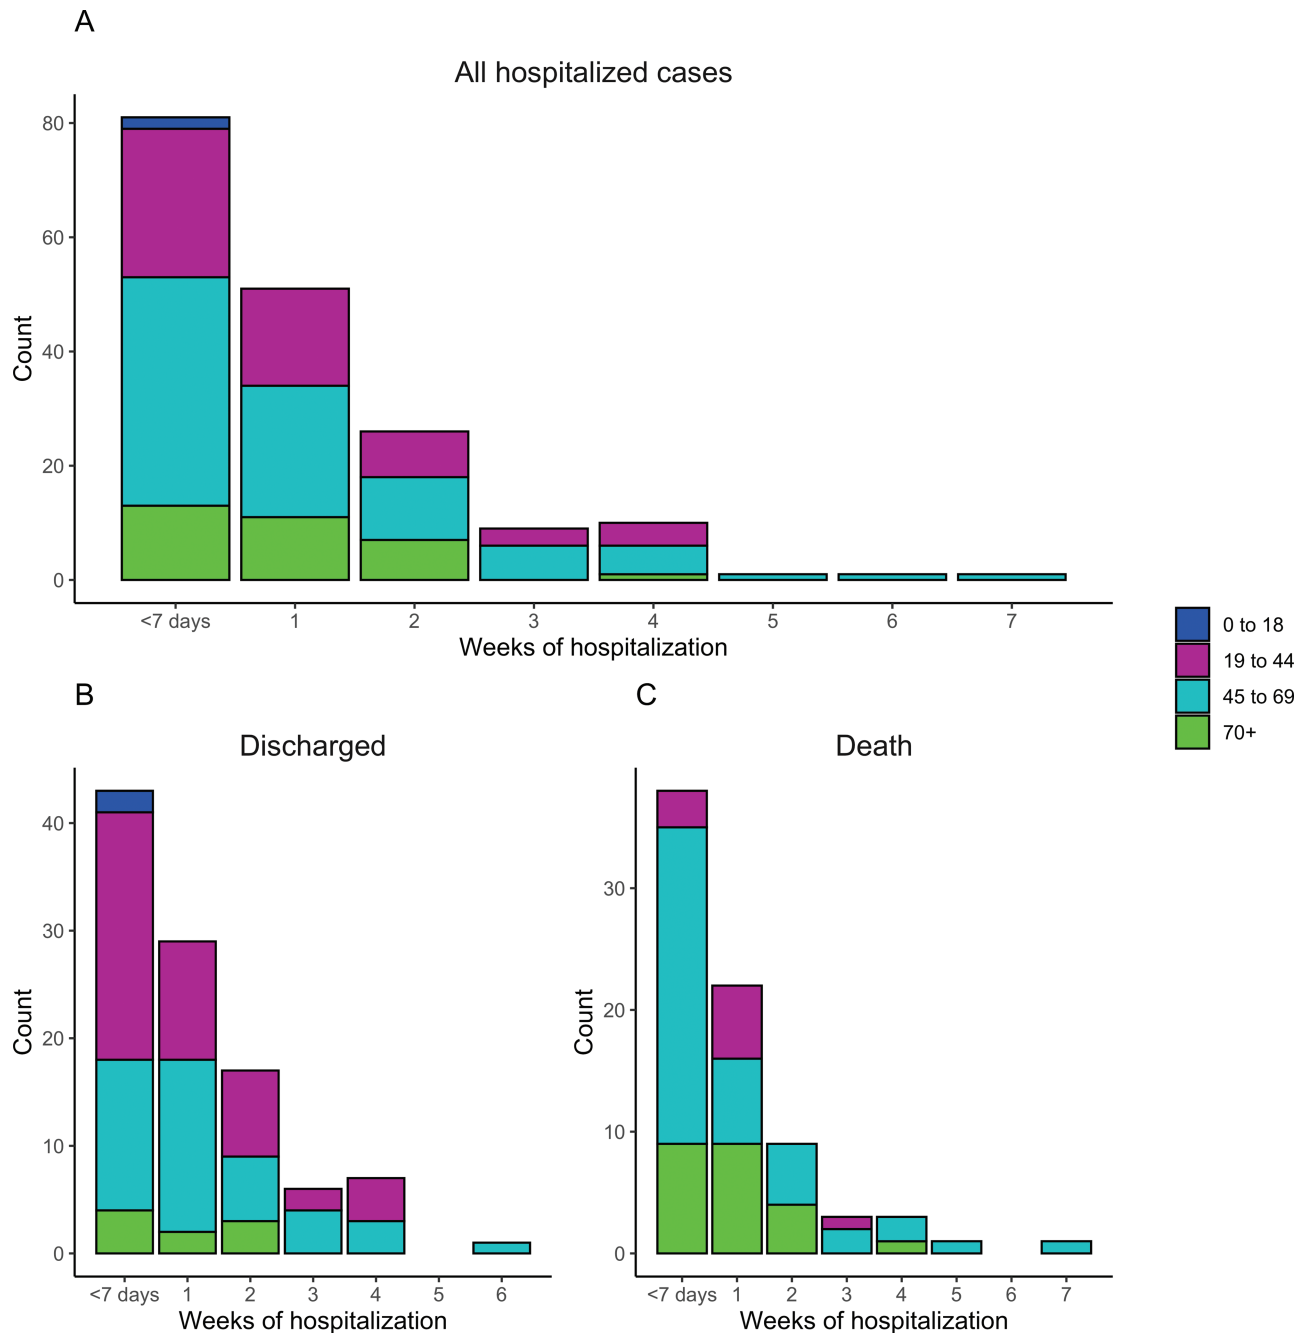 A
All hospitalized cases
80
60
40
20
0
Count
<7 days 1 2 3 4 5 6 7
Weeks of hospitalization
0 to 18
19 to 44
45 to 69
70+
B
Discharged
40
30
20
10
0
Count
<7 days 1 2 3 4 5 6
Weeks of hospitalization
C
Death
30
20
10
0
Count
<7 days 1 2 3 4 5 6 7
Weeks of hospitalization